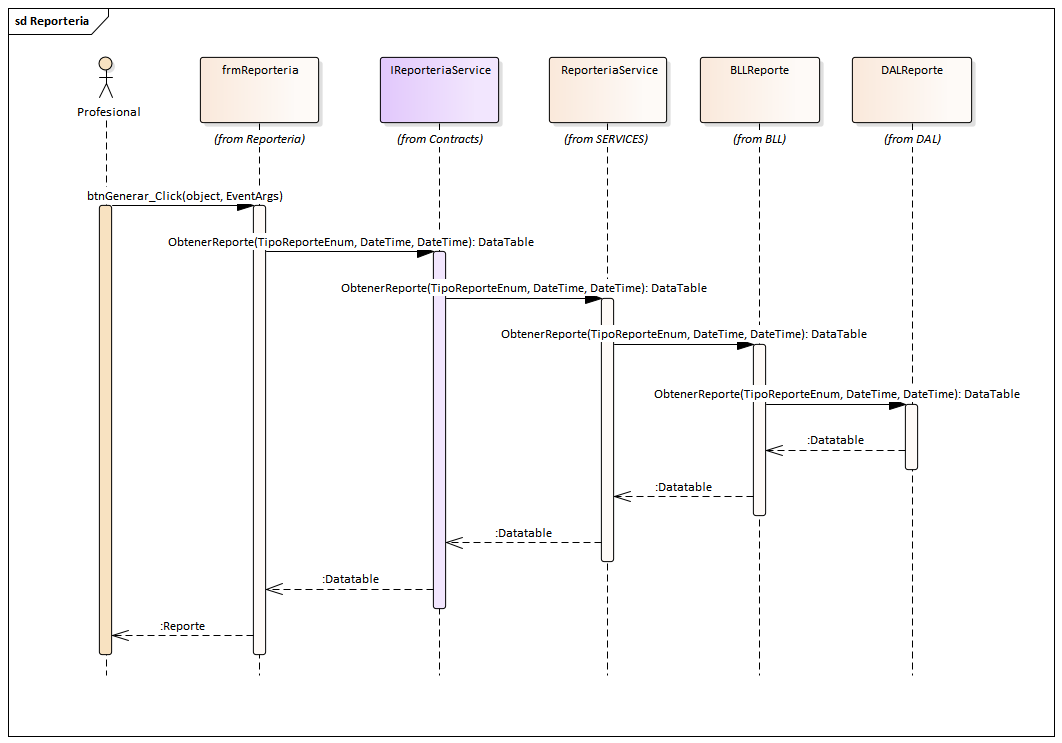 sd Reporteria
Profesional
frmReporteria
(from Reporteria)
IReporteriaService
(from Contracts)
ReporteriaService
(from SERVICES)
BLLReporte
(from BLL)
DALReporte
(from DAL)
btnGenerar_Click(object, EventArgs)
ObtenerReporte(TipoReporteEnum, DateTime, DateTime): DataTable
ObtenerReporte(TipoReporteEnum, DateTime, DateTime): DataTable
ObtenerReporte(TipoReporteEnum, DateTime, DateTime): DataTable
ObtenerReporte(TipoReporteEnum, DateTime, DateTime): DataTable
:Datatable
:Datatable
:Datatable
:Datatable
:Reporte